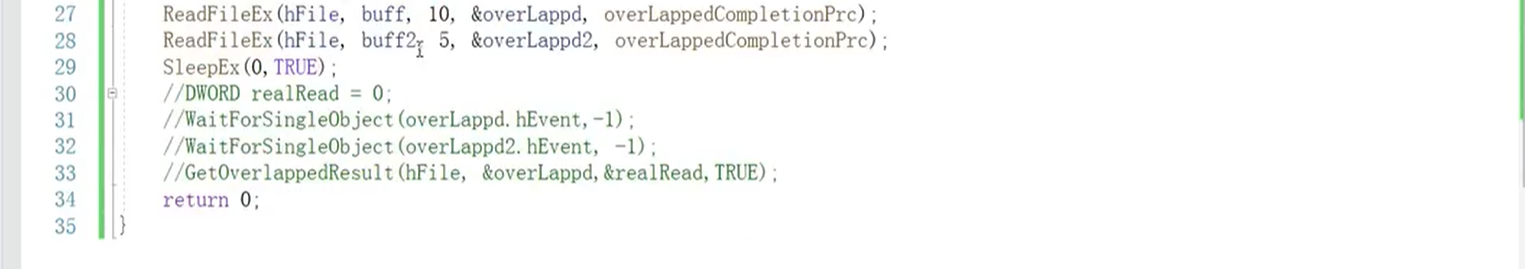 27 ReadFileEx(hFile, buff, 10, &overLappd, overLappedCompletionPrc);
28 ReadFileEx(hFile, buff2, 5, &overLappd2, overLappedCompletionPrc);
29 SleepEx(0,TRUE);
30 //DWORD realRead = 0;
31 //WaitForSingleObject(overLappd.hEvent,-1);
32 //WaitForSingleObject(overLappd2.hEvent, -1);
33 //GetOverlappedResult(hFile, &overLappd,&realRead,TRUE);
34 return 0;
35 }